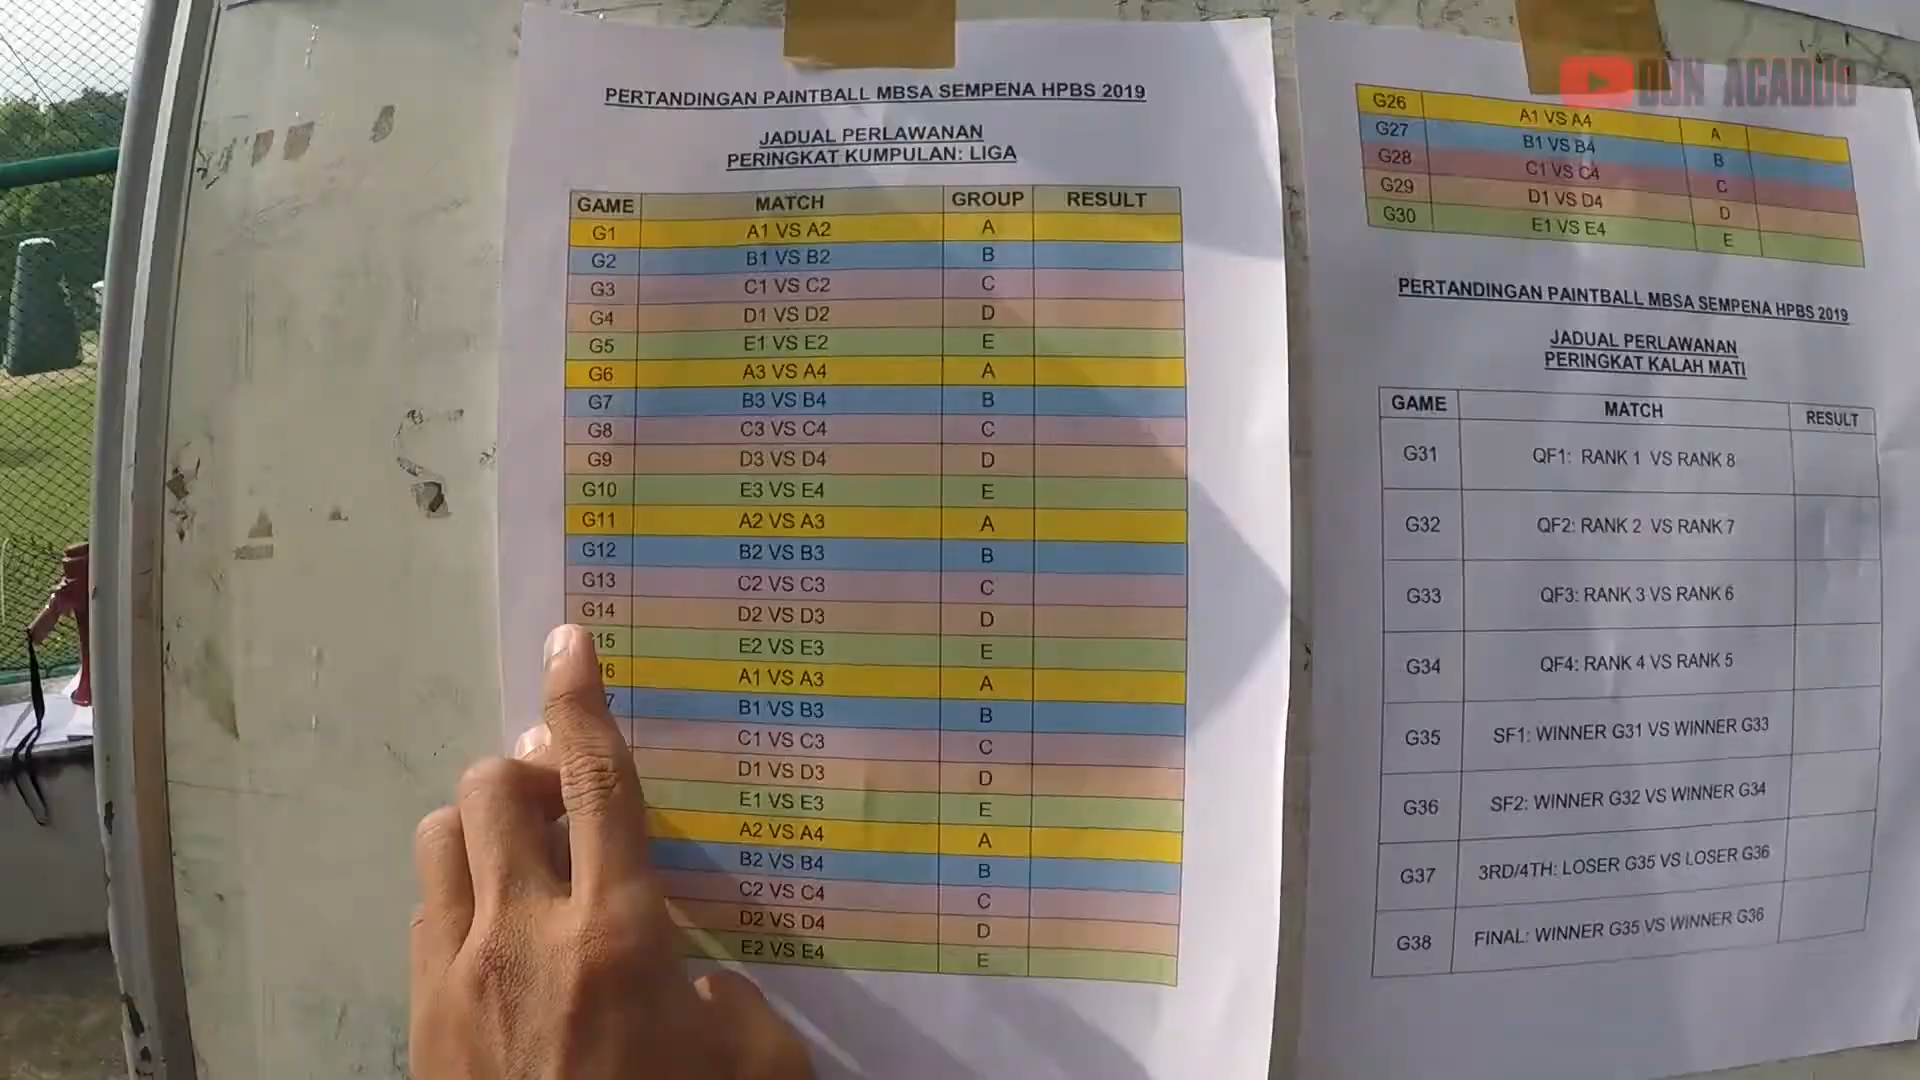 PERTANDINGAN PAINTBALL MBSA SEMPENA HPBS 2019
JADUAL PERLAWANAN
PERINGKAT KUMPULAN: LIGA
GAME MATCH GROUP RESULT
G1 A1 VS A2 A
G2 B1 VS B2 B
G3 C1 VS C2 C
G4 D1 VS D2 D
G5 E1 VS E2 E
G6 A3 VS A4 A
G7 B3 VS B4 B
G8 C3 VS C4 C
G9 D3 VS D4 D
G10 E3 VS E4 E
G11 A2 VS A3 A
G12 B2 VS B3 B
G13 C2 VS C3 C
G14 D2 VS D3 D
15 E2 VS E3 E
16 A1 VS A3 A
7 B1 VS B3 B
C1 VS C3 C
D1 VS D3 D
E1 VS E3 E
A2 VS A4 A
B2 VS B4 B
C2 VS C4 C
D2 VS D4 D
E2 VS E4 E
G26 A1 VS A4 A
G27 B1 VS B4 B
G28 C1 VS C4 C
G29 D1 VS D4 D
G30 E1 VS E4 E
PERTANDINGAN PAINTBALL MBSA SEMPENA HPBS 2019
JADUAL PERLAWANAN
PERINGKAT KALAH MATI
GAME MATCH RESULT
G31 QF1: RANK 1 VS RANK 8
G32 QF2: RANK 2 VS RANK 7
G33 QF3: RANK 3 VS RANK 6
G34 QF4: RANK 4 VS RANK 5
G35 SF1: WINNER G31 VS WINNER G33
G36 SF2: WINNER G32 VS WINNER G34
G37 3RD/4TH: LOSER G35 VS LOSER G36
G38 FINAL: WINNER G35 VS WINNER G36